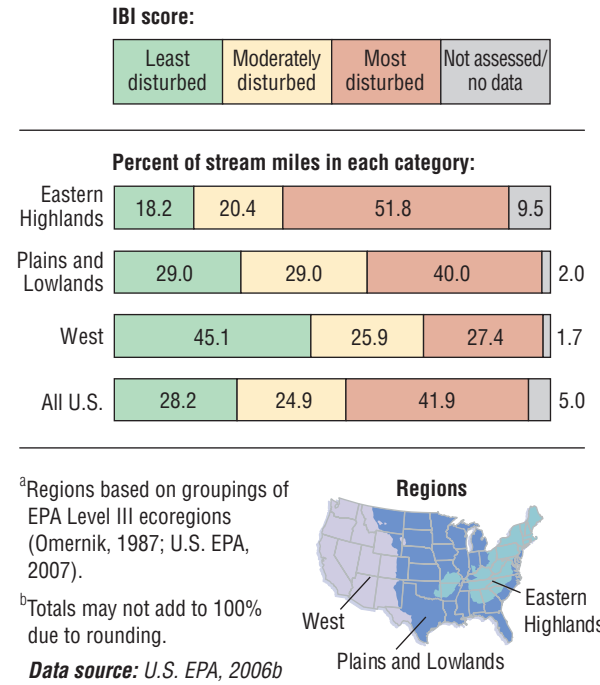 IBI score:
Least disturbed
Moderately disturbed
Most disturbed
Not assessed/ no data
Percent of stream miles in each category:
Eastern Highlands 18.2 20.4 51.8 9.5
Plains and Lowlands 29.0 29.0 40.0 2.0
West 45.1 25.9 27.4 1.7
All U.S. 28.2 24.9 41.9 5.0
aRegions based on groupings of
EPA Level III ecoregions
(Omernik, 1987; U.S. EPA,
2007).
bTotals may not add to 100%
due to rounding.
Data source: U.S. EPA, 2006b
Regions
West
Plains and Lowlands
Eastern
Highlands